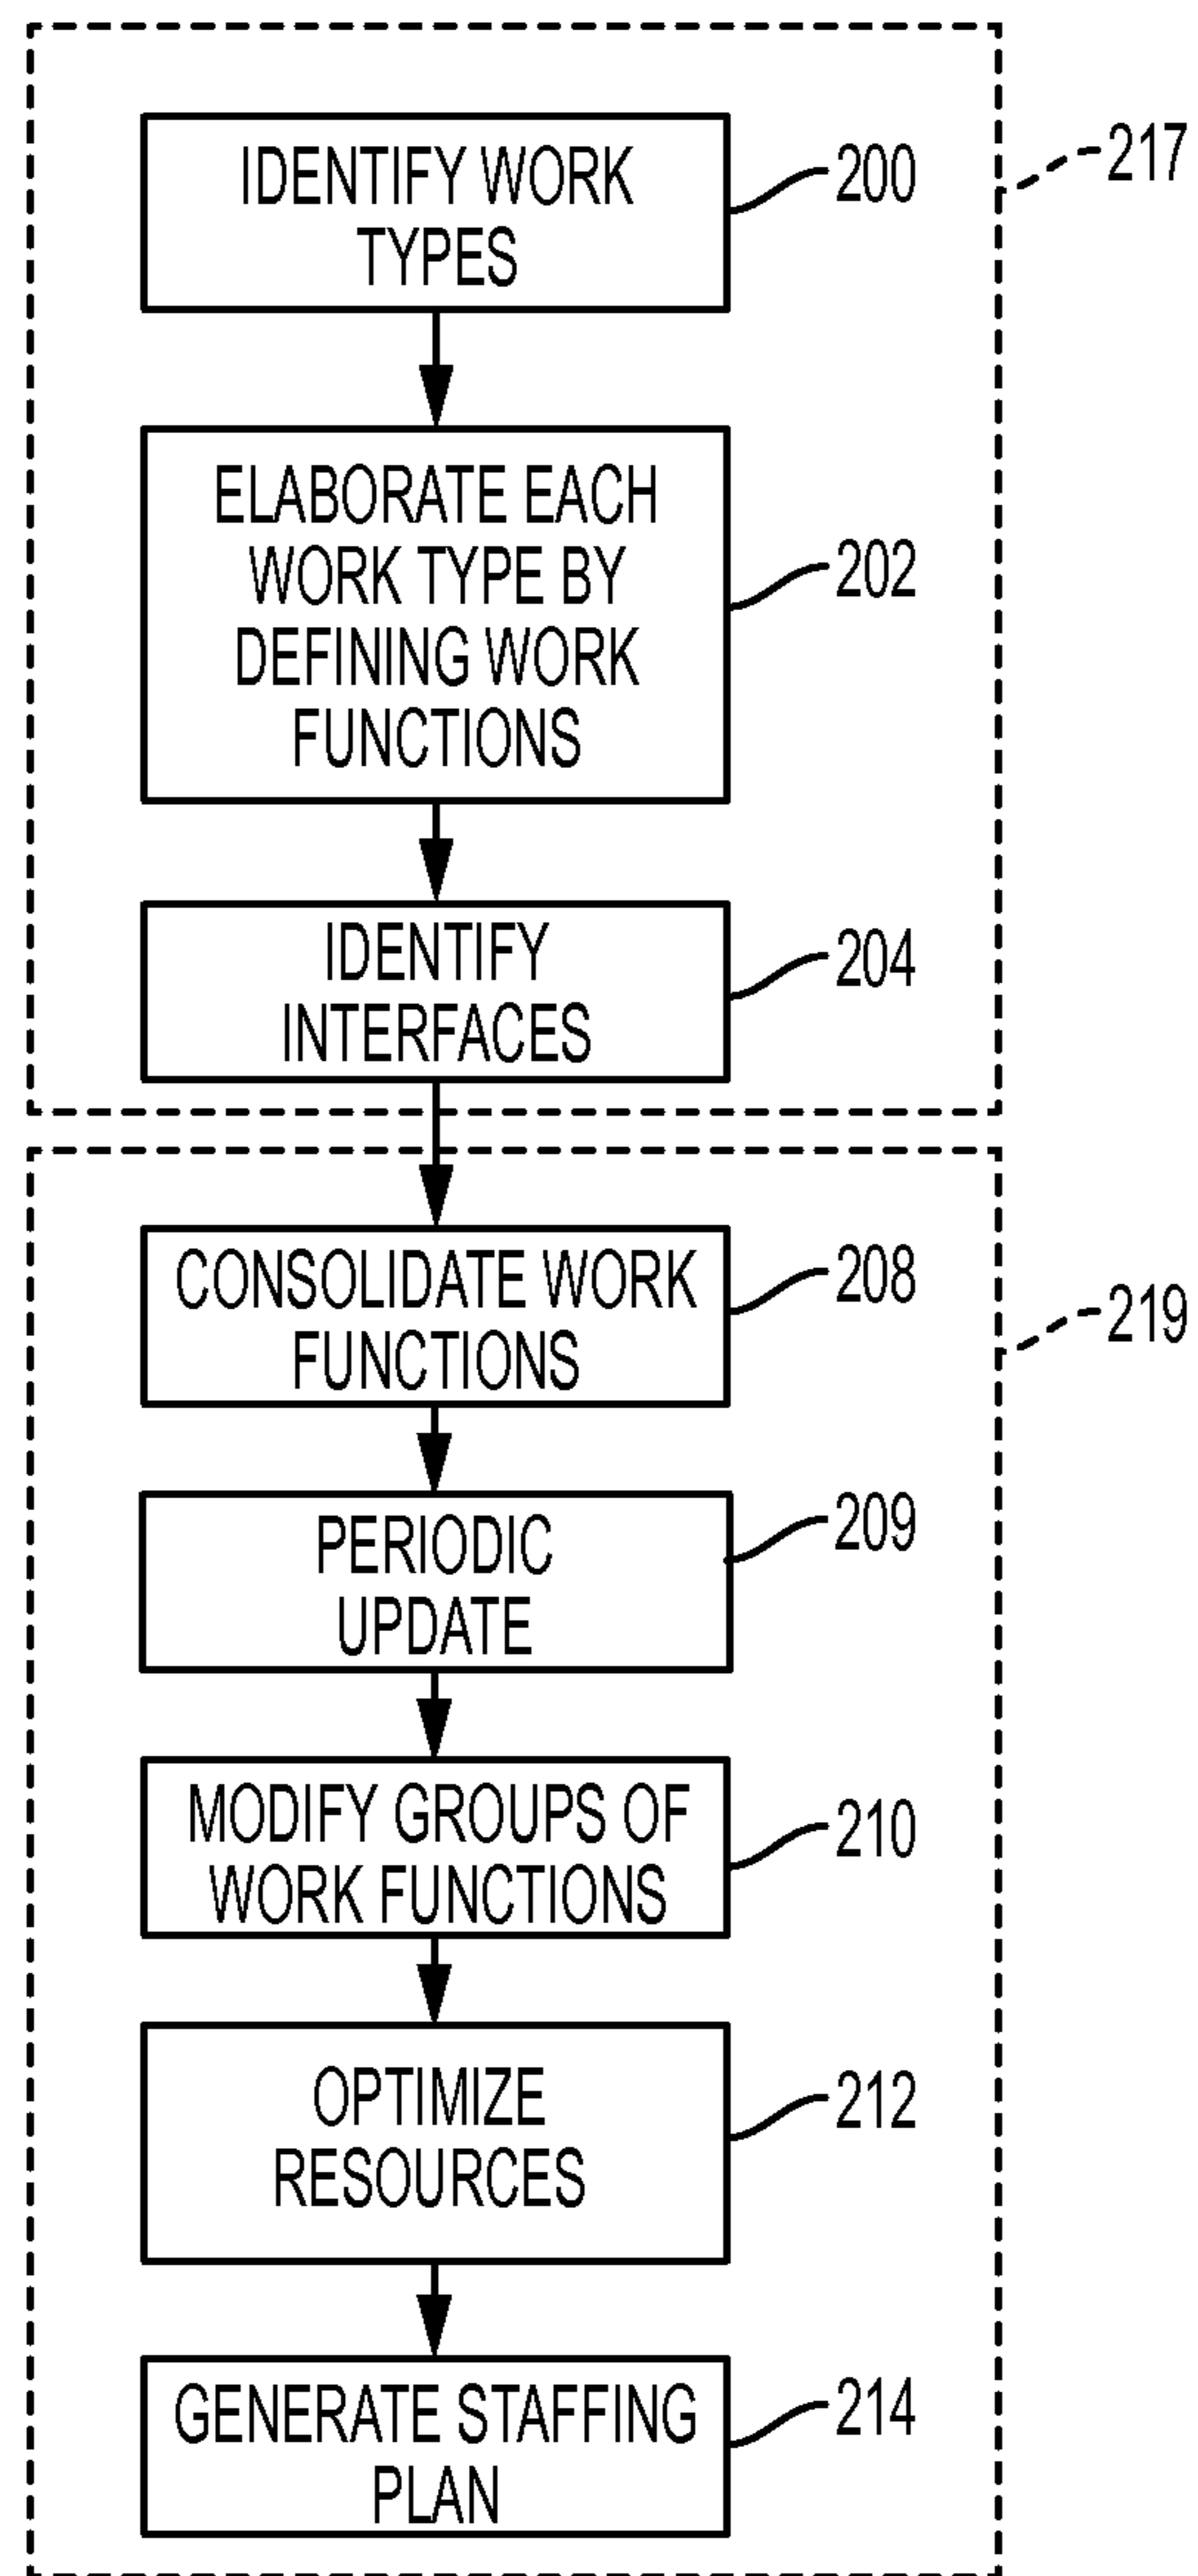 IDENTIFY WORK
TYPES
200
217
ELABORATE EACH
WORK TYPE BY
DEFINING WORK
FUNCTIONS
202
IDENTIFY
INTERFACES
204
CONSOLIDATE WORK
FUNCTIONS
208
219
PERIODIC
UPDATE
209
MODIFY GROUPS OF
WORK FUNCTIONS
210
OPTIMIZE
RESOURCES
212
GENERATE STAFFING
PLAN
214